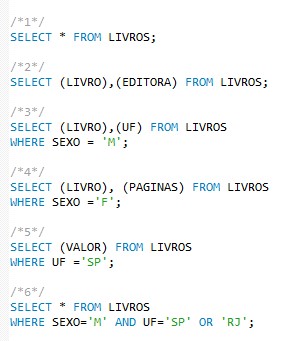 /*1*/
SELECT * FROM LIVROS;
/*2*/
SELECT (LIVRO),(EDITORA) FROM LIVROS;
/*3*/
SELECT (LIVRO),(UF) FROM LIVROS
WHERE SEXO = 'M';
/*4*/
SELECT (LIVRO), (PAGINAS) FROM LIVROS
WHERE SEXO ='F';
/*5*/
SELECT (VALOR) FROM LIVROS
WHERE UF ='SP';
/*6*/
SELECT * FROM LIVROS
WHERE SEXO='M' AND UF='SP' OR 'RJ';